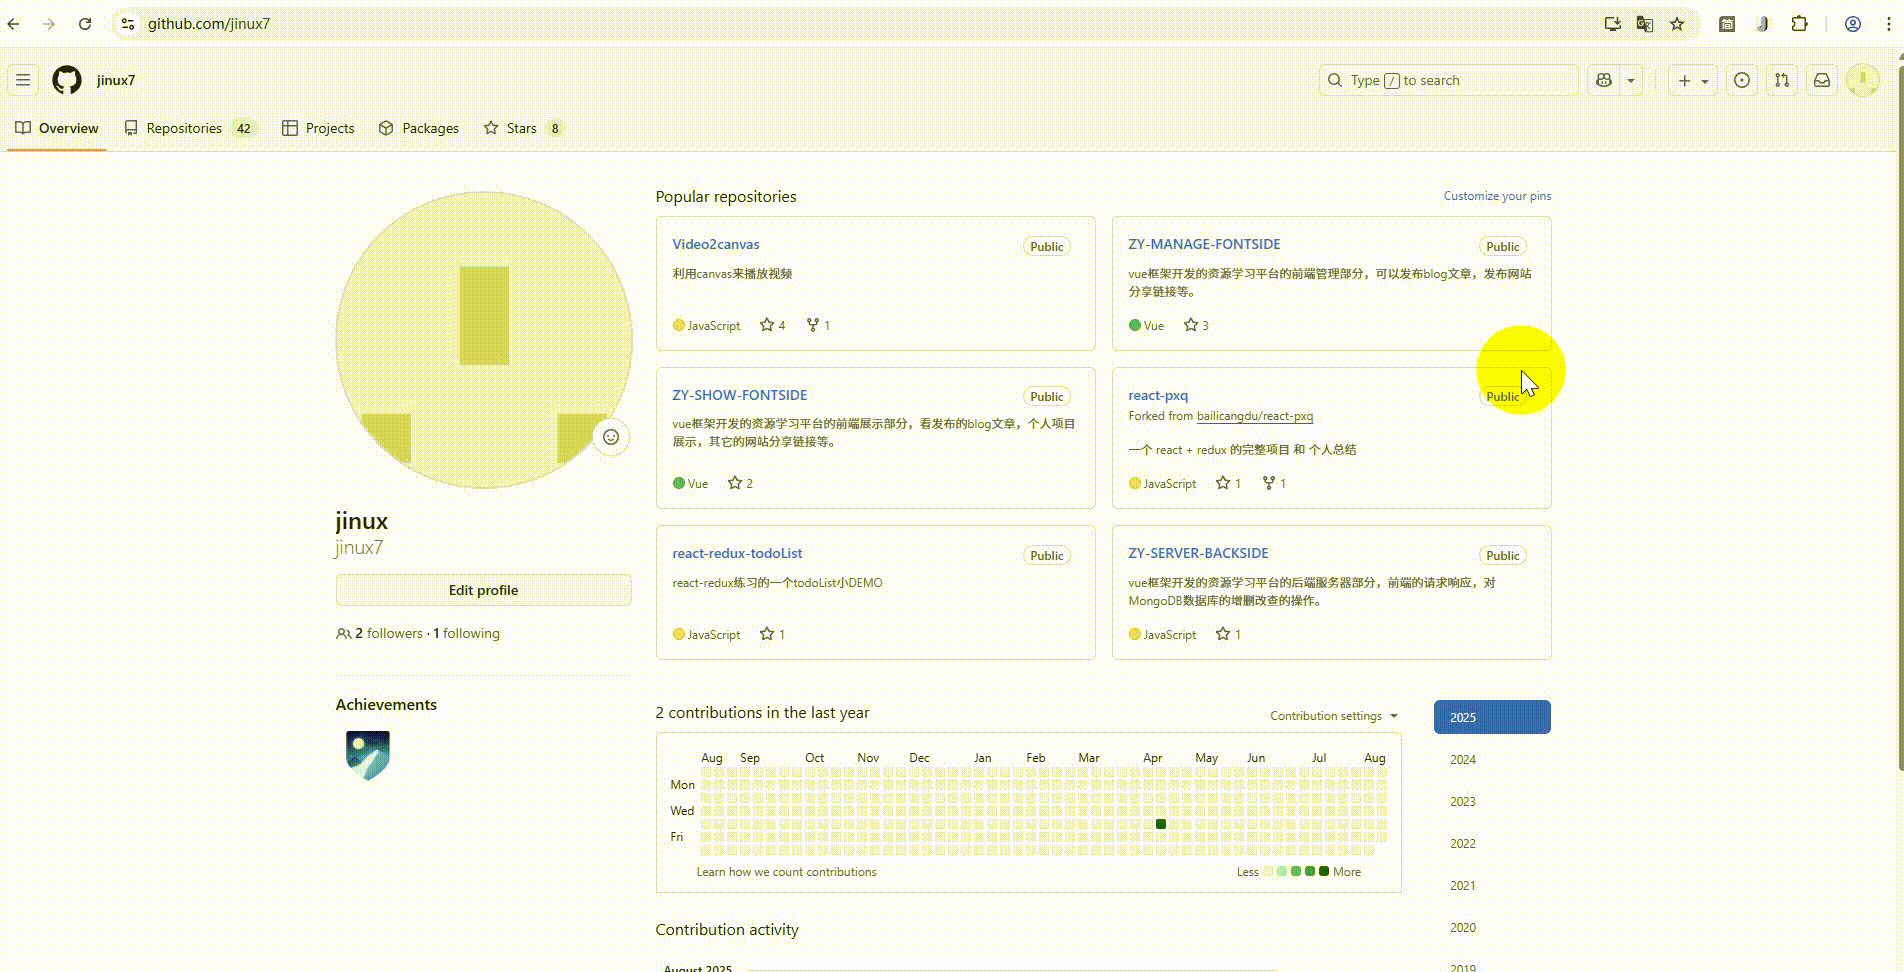 github.com/jinux7
jinux7
Type / to search
Overview
Repositories 42
Projects
Packages
Stars 8
jinux
jinux7
Edit profile
2 followers · 1 following
Achievements
Popular repositories
Customize your pins
Video2canvas
Public
利用canvas来播放视频
JavaScript 4 1
ZY-MANAGE-FONTSIDE
Public
vue框架开发的资源学习平台的前端管理部分，可以发布blog文章，发布网站
分享链接等。
Vue 3
ZY-SHOW-FONTSIDE
Public
vue框架开发的资源学习平台的前端展示部分，看发布的blog文章，个人项目
展示，其它的网站分享链接等。
Vue 2
react-pxq
Public
Forked from bailicangdu/react-pxq
一个 react + redux 的完整项目 和 个人总结
JavaScript 1 1
react-redux-todoList
Public
react-redux练习的一个todoList小DEMO
JavaScript 1
ZY-SERVER-BACKSIDE
Public
vue框架开发的资源学习平台的后端服务器部分，前端的请求响应，对
MongoDB数据库的增删改查的操作。
JavaScript 1
2 contributions in the last year
Contribution settings
Aug Sep Oct Nov Dec Jan Feb Mar Apr May Jun Jul Aug
Mon
Wed
Fri
Learn how we count contributions
Less More
2025
2024
2023
2022
2021
2020
2019
Contribution activity
August 2025